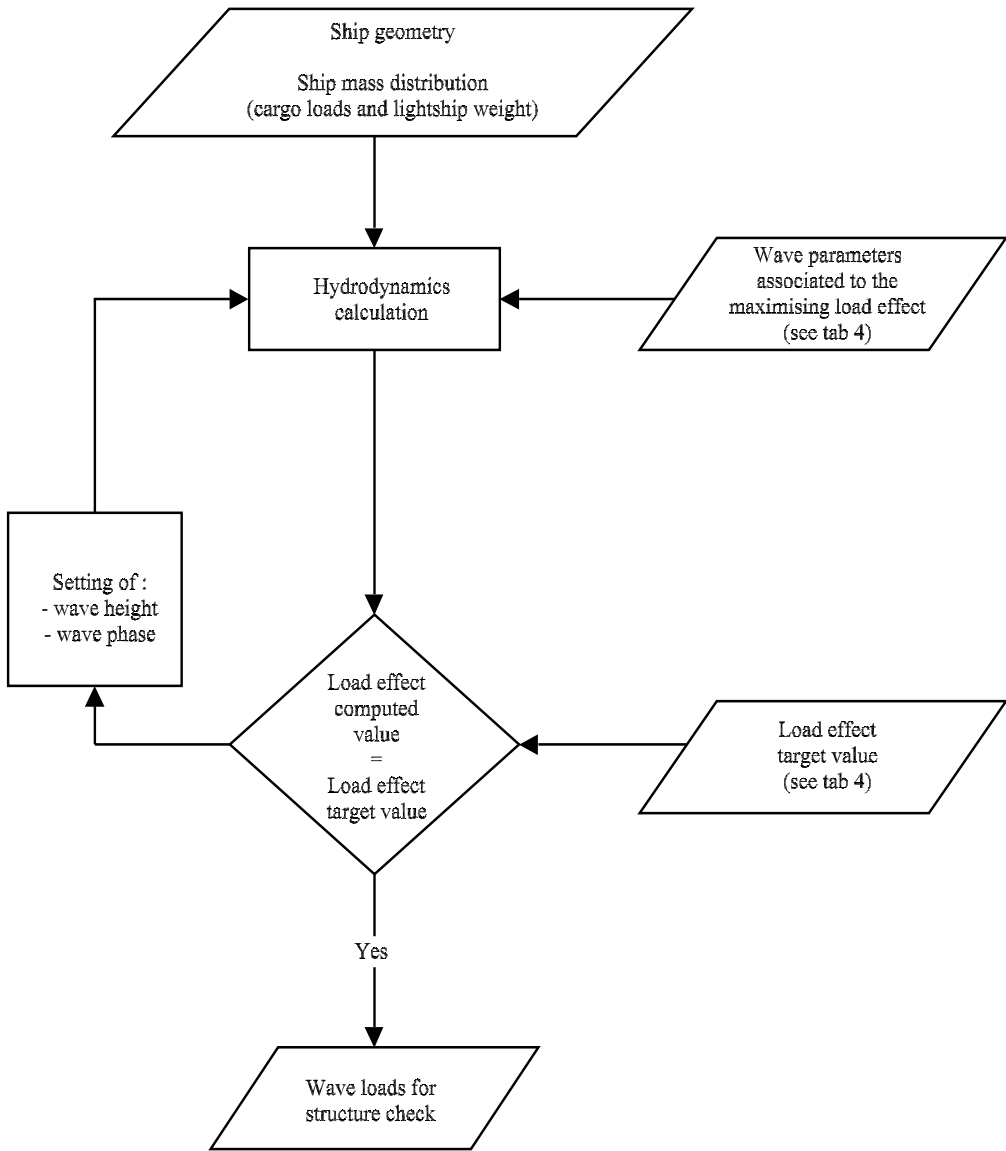 Ship geometry
Ship mass distribution
(cargo loads and lightship weight)
Hydrodynamics
calculation
Wave parameters
associated to the
maximising load effect
(see tab 4)
Setting of :
- wave height
- wave phase
Load effect
computed
value
=
Load effect
target value
Load effect
target value
(see tab 4)
Yes
Wave loads for
structure check